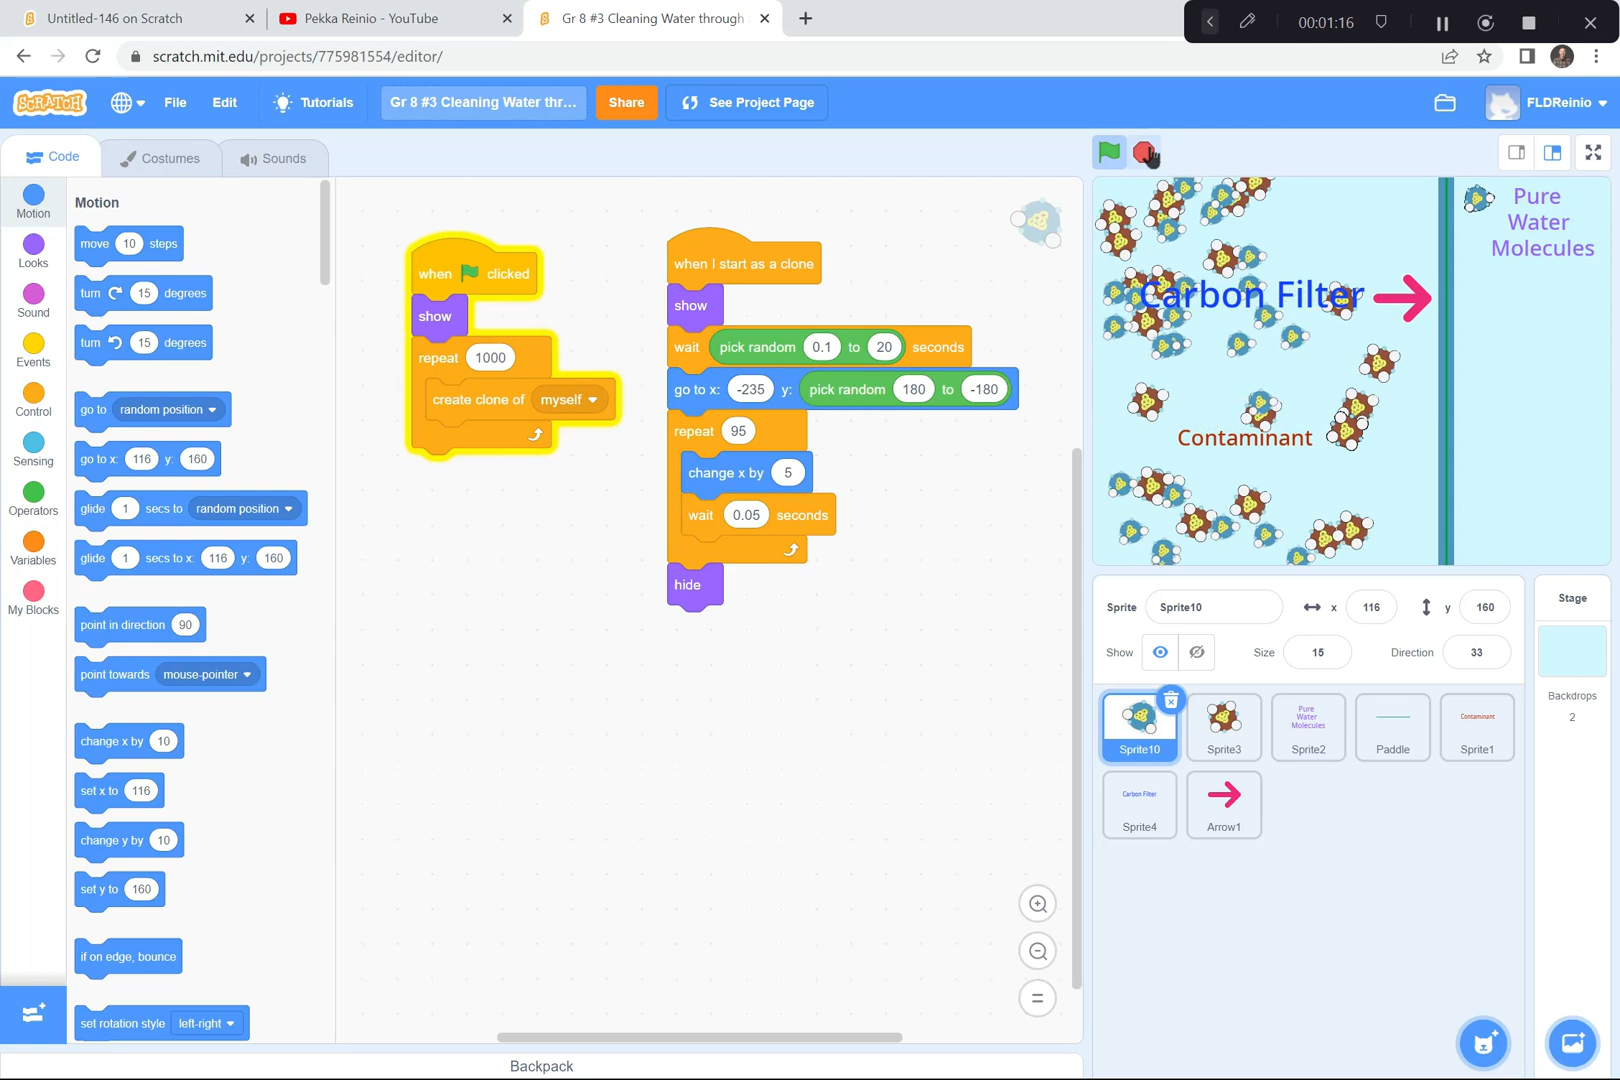 Untitled-146 on Scratch
Pekka Reinio - YouTube
Gr 8 #3 Cleaning Water through
00:01:16
scratch.mit.edu/projects/775981554/editor/
SCRATCH
File
Edit
Tutorials
Gr 8 #3 Cleaning Water thr...
Share
See Project Page
FLDReinio
Code
Costumes
Sounds
Motion
Looks
Sound
Events
Control
Sensing
Operators
Variables
My Blocks
Motion
move 10 steps
turn 15 degrees
turn 15 degrees
go to random position
go to x: 116 y: 160
glide 1 secs to random position
glide 1 secs to x: 116 y: 160
point in direction 90
point towards mouse-pointer
change x by 10
set x to 116
change y by 10
set y to 160
if on edge, bounce
set rotation style left-right
when clicked
show
repeat 1000
create clone of myself
when I start as a clone
show
wait pick random 0.1 to 20 seconds
go to x: -235 y: pick random 180 to -180
repeat 95
change x by 5
wait 0.05 seconds
hide
Pure
Water
Molecules
Carbon Filter
Contaminant
Sprite Sprite10 x 116 y 160
Show Size 15 Direction 33
Sprite10
Sprite3
Pure
Water
Molecules
Sprite2
Paddle
Contaminant
Sprite1
Carbon Filter
Sprite4
Arrow1
Stage
Backdrops
2
Backpack